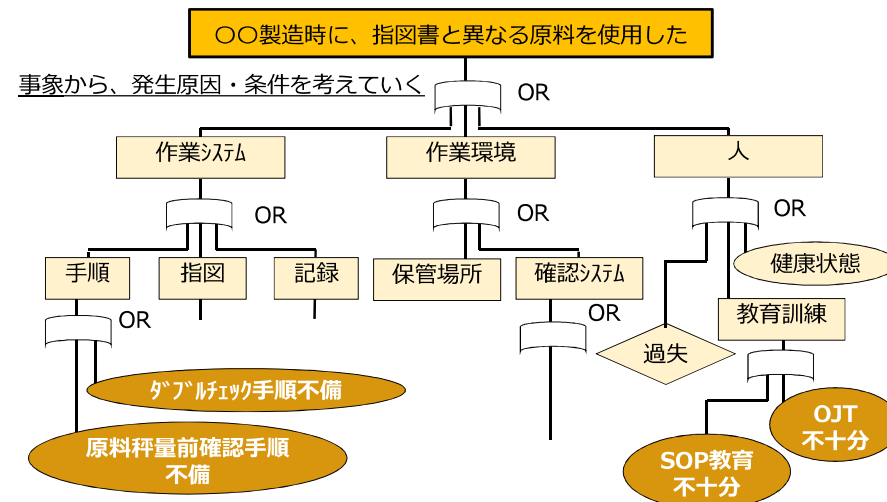 〇〇製造時に、指図書と異なる原料を使用した
事象から、発生原因・条件を考えていく
OR
作業ｼｽﾃﾑ
作業環境
人
OR
OR
OR
手順
指図
記録
保管場所
確認ｼｽﾃﾑ
健康状態
OR
OR
教育訓練
過失
ﾀﾞﾌﾞﾙﾁｪｯｸ手順不備
原料秤量前確認手順
不備
OJT
不十分
SOP教育
不十分